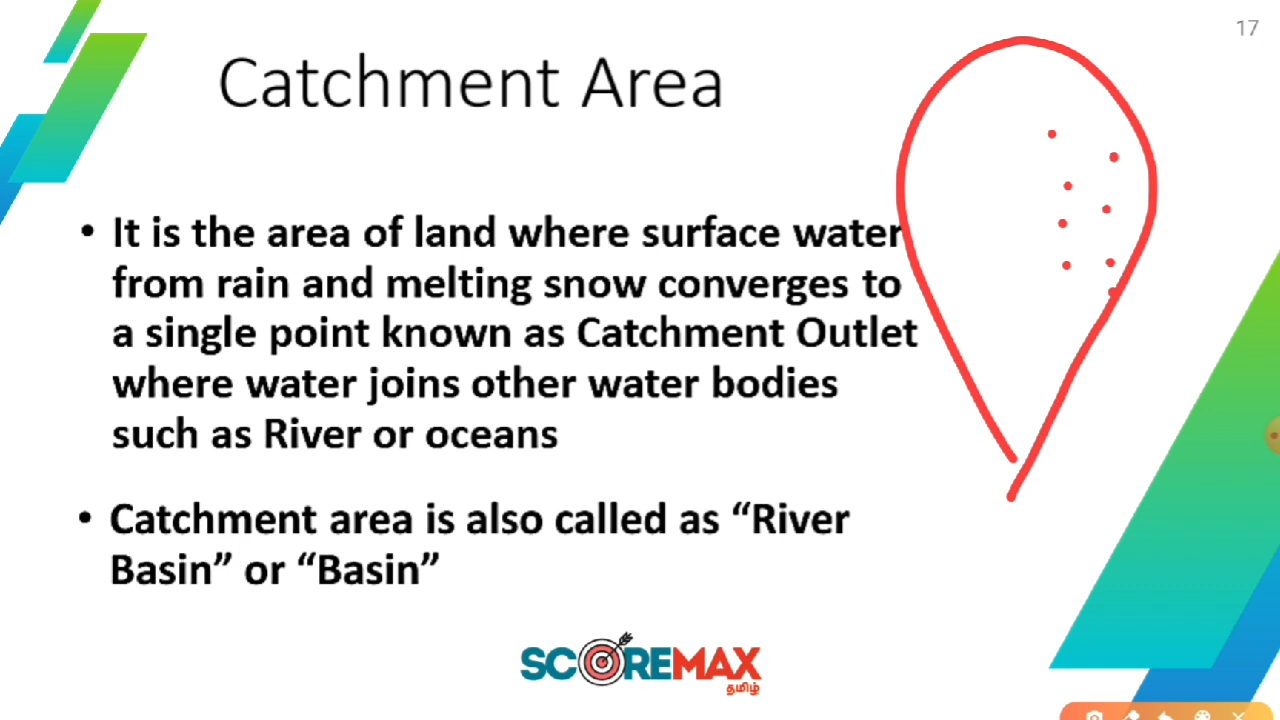 17
Catchment Area
• It is the area of land where surface water
from rain and melting snow converges to
a single point known as Catchment Outlet
where water joins other water bodies
such as River or oceans
• Catchment area is also called as “River
Basin” or “Basin”
SCOREMAX
தமிழ்